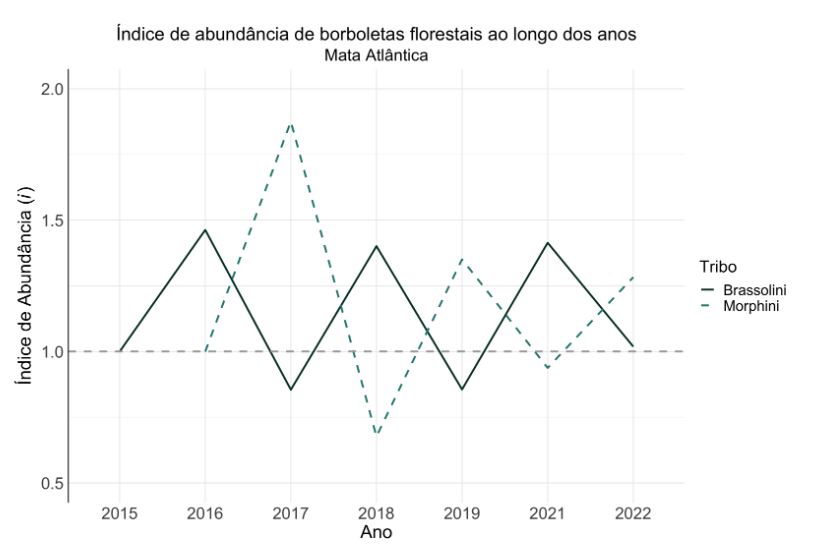 Índice de abundância de borboletas florestais ao longo dos anos
Mata Atlântica
Índice de Abundância (i)
2.0
1.5
1.0
0.5
2015 2016 2017 2018 2019 2021 2022
Ano
Tribo
Brassolini
Morphini